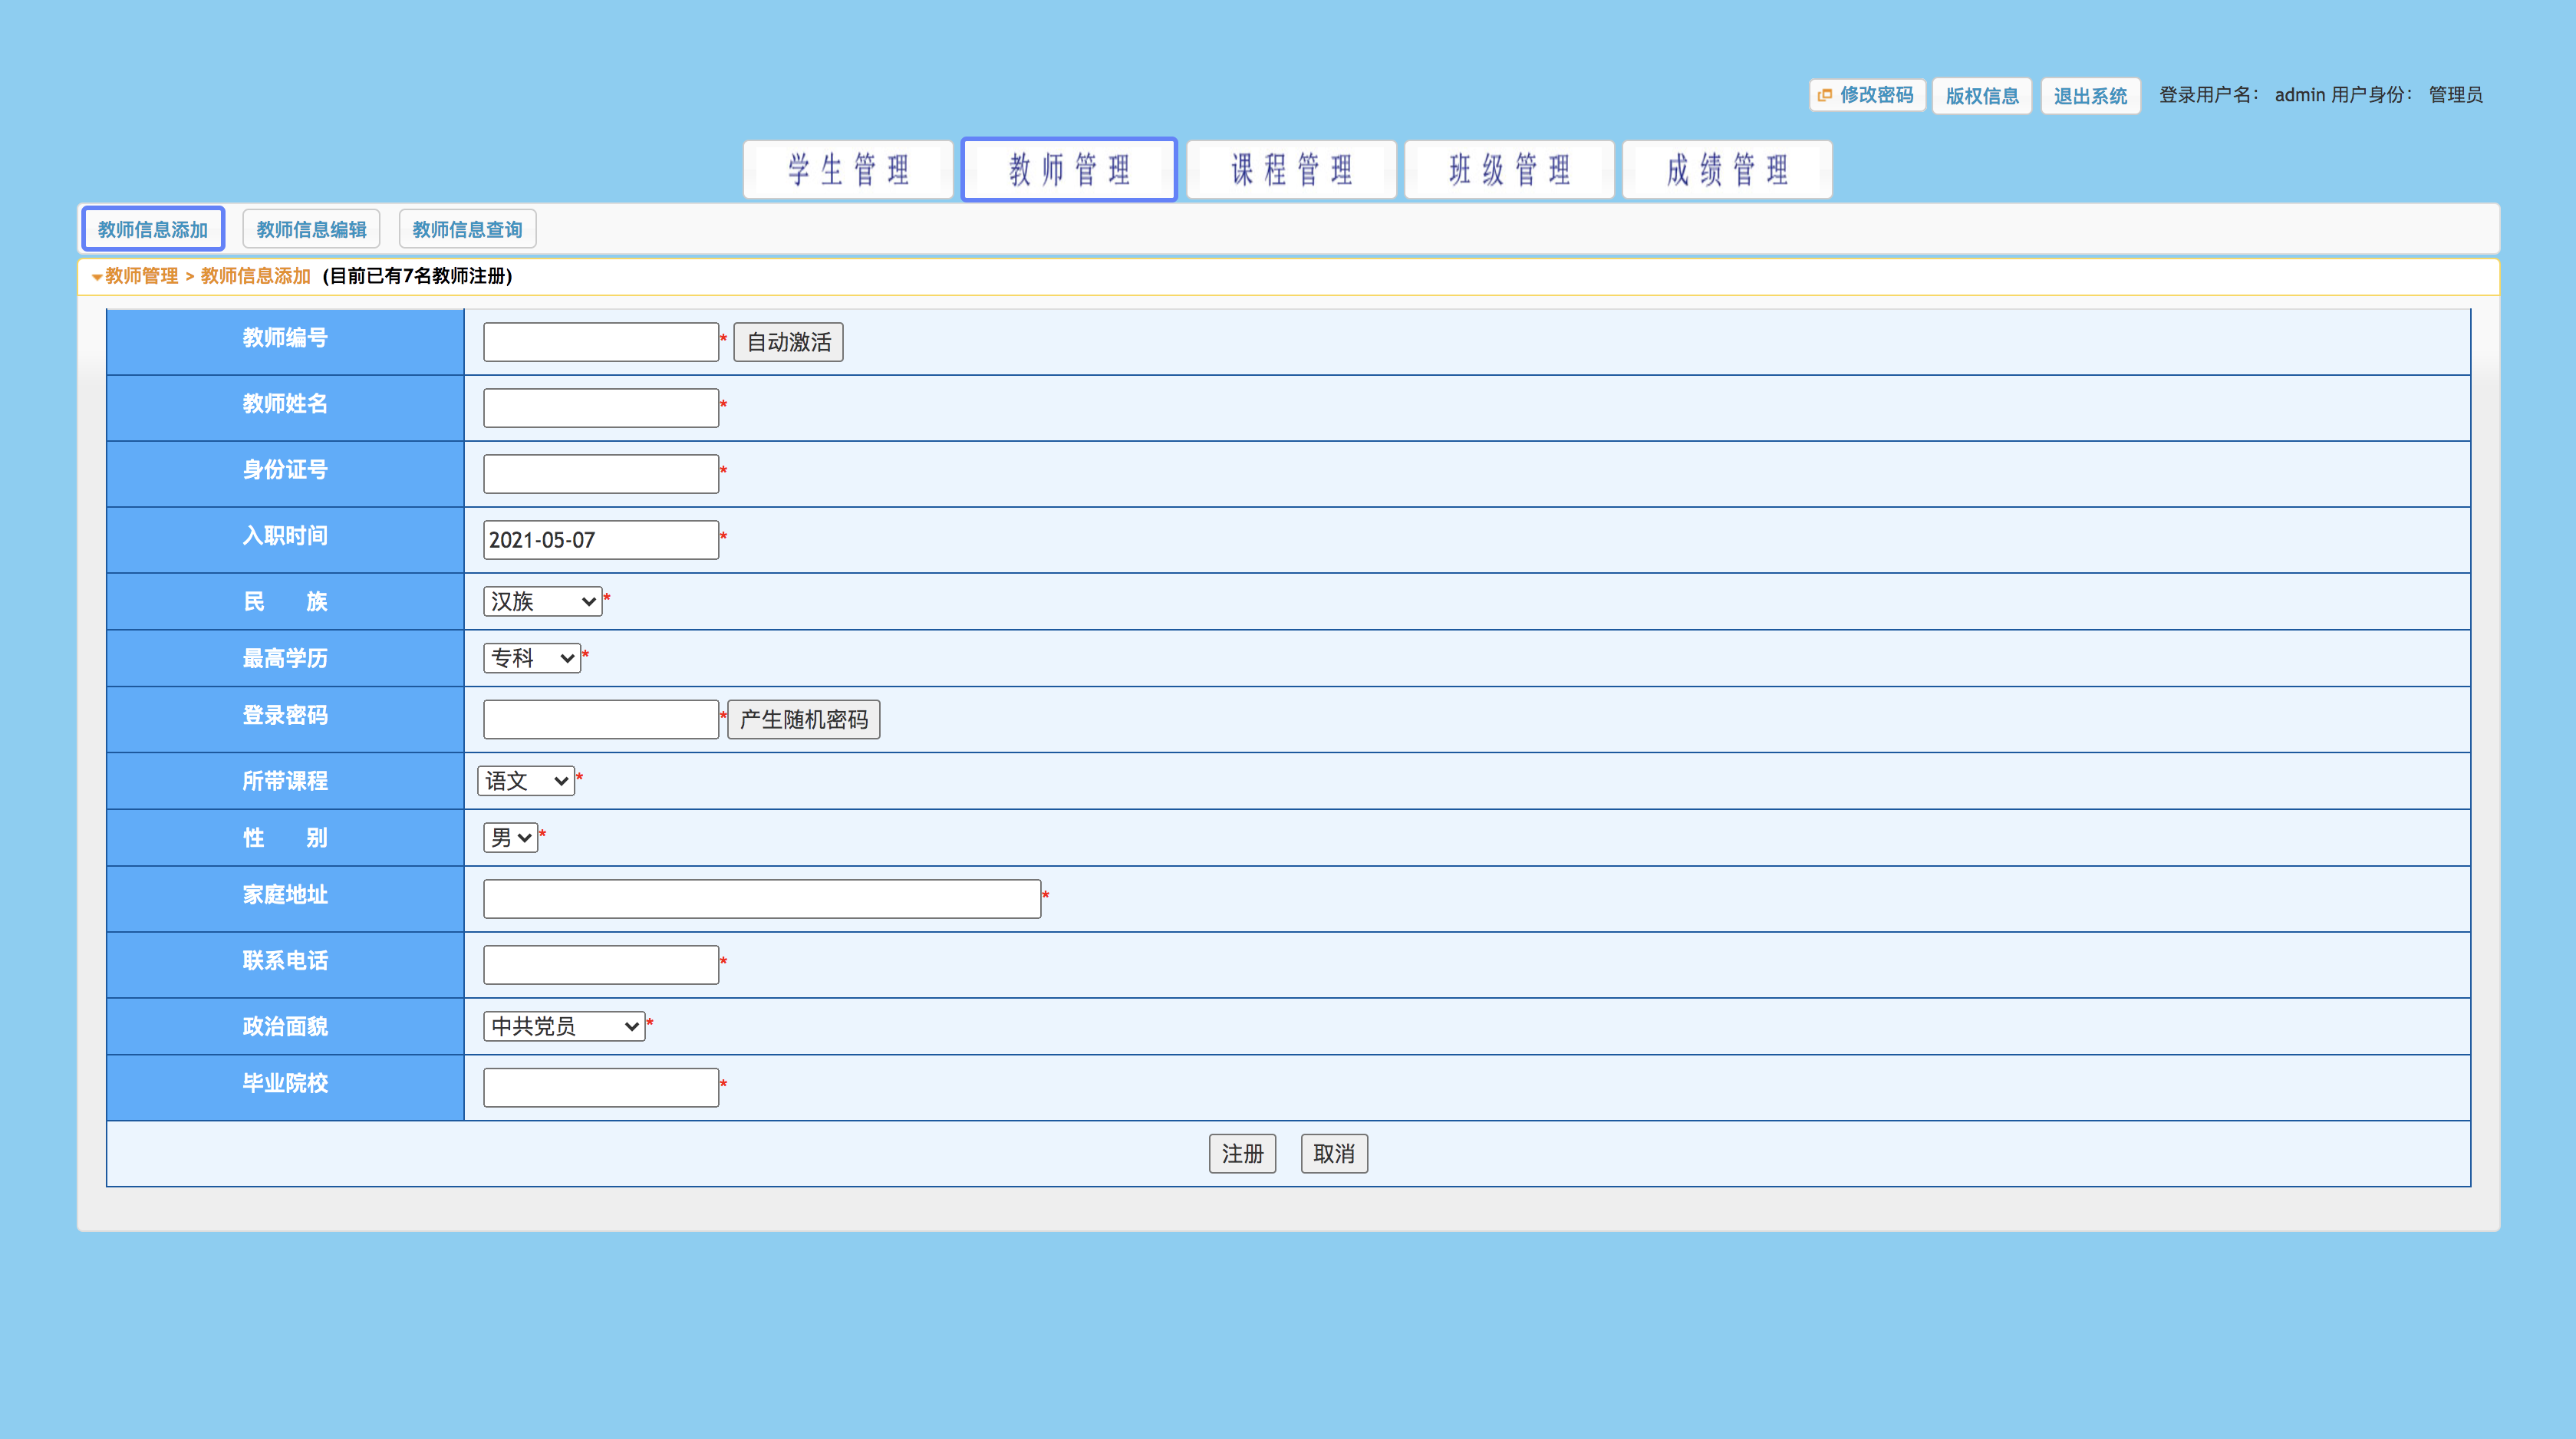 修改密码 版权信息 退出系统 登录用户名： admin 用户身份： 管理员
学生管理 教师管理 课程管理 班级管理 成绩管理
教师信息添加 教师信息编辑 教师信息查询
教师管理 > 教师信息添加 (目前已有7名教师注册)
教师编号 * 自动激活
教师姓名 *
身份证号 *
入职时间 2021-05-07 *
民 族 汉族 *
最高学历 专科 *
登录密码 * 产生随机密码
所带课程 语文 *
性 别 男 *
家庭地址 *
联系电话 *
政治面貌 中共党员 *
毕业院校 *
注册 取消